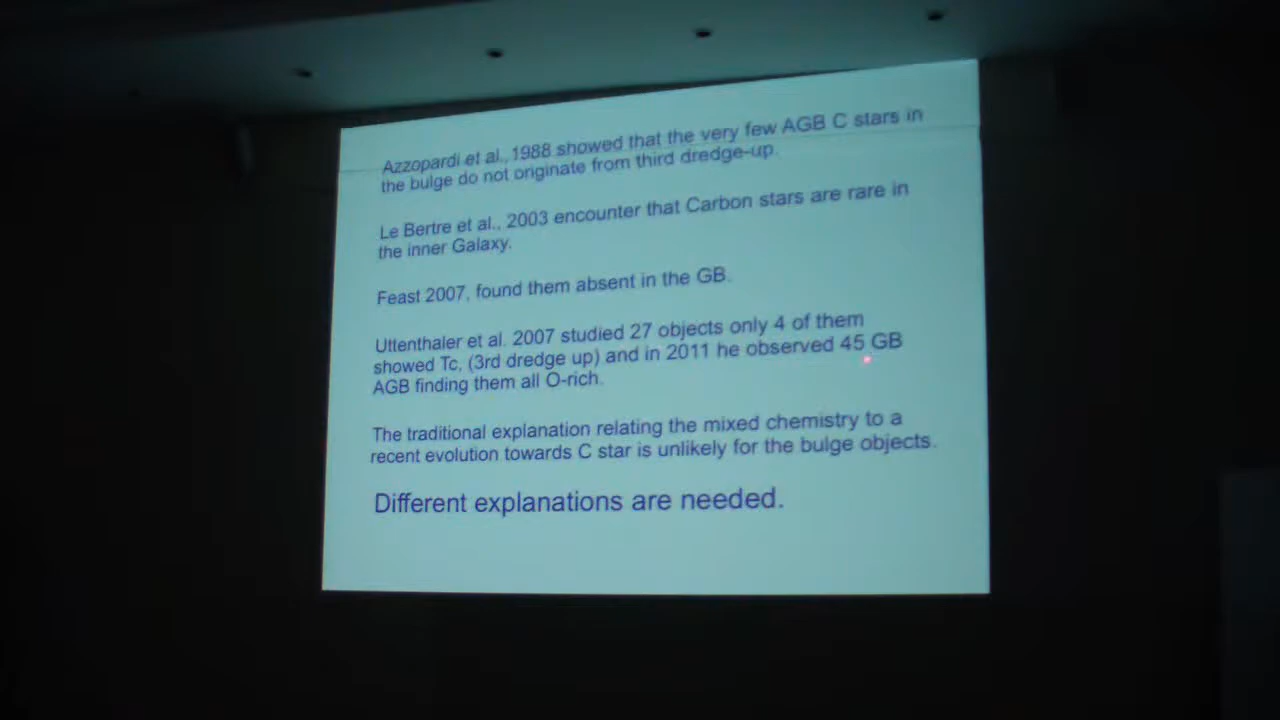 Azzopardi et al., 1988 showed that the very few AGB C stars in
the bulge do not originate from third dredge-up.
Le Bertre et al., 2003 encounter that Carbon stars are rare in
the inner Galaxy.
Feast 2007, found them absent in the GB.
Uttenthaler et al. 2007 studied 27 objects only 4 of them
showed Tc, (3rd dredge up) and in 2011 he observed 45 GB
AGB finding them all O-rich.
The traditional explanation relating the mixed chemistry to a
recent evolution towards C star is unlikely for the bulge objects.
Different explanations are needed.